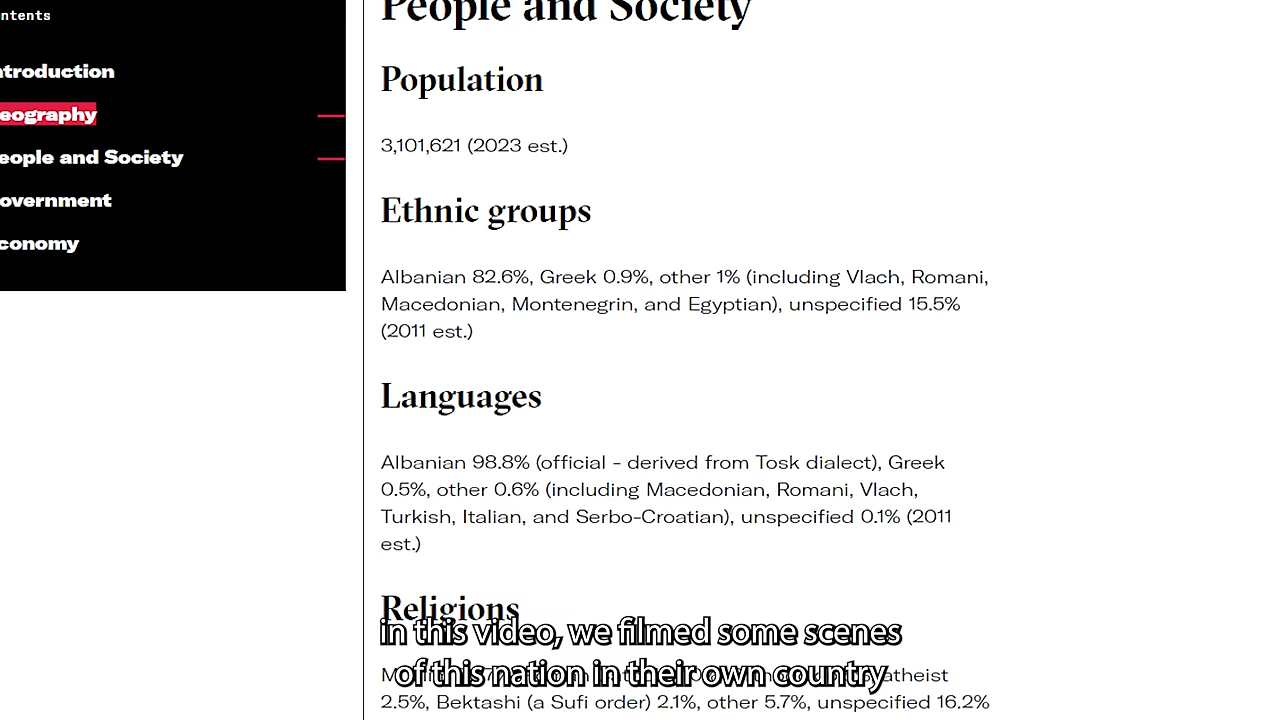 ntents
ntroduction
eography
eople and Society
overnment
conomy
People and Society
Population
3,101,621 (2023 est.)
Ethnic groups
Albanian 82.6%, Greek 0.9%, other 1% (including Vlach, Romani,
Macedonian, Montenegrin, and Egyptian), unspecified 15.5%
(2011 est.)
Languages
Albanian 98.8% (official - derived from Tosk dialect), Greek
0.5%, other 0.6% (including Macedonian, Romani, Vlach,
Turkish, Italian, and Serbo-Croatian), unspecified 0.1% (2011
est.)
Religions
in this video, we filmed some scenes
of this nation in their own country
atheist
2.5%, Bektashi (a Sufi order) 2.1%, other 5.7%, unspecified 16.2%